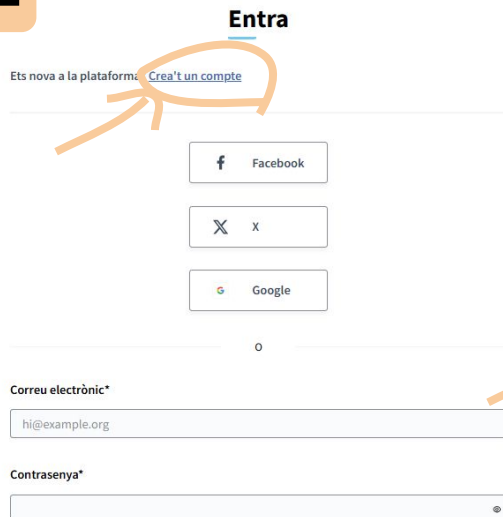 Entra
Ets nova a la plataforma Crea't un compte
Facebook
X
Google
O
Correu electrònic*
hi@example.org
Contrasenya*